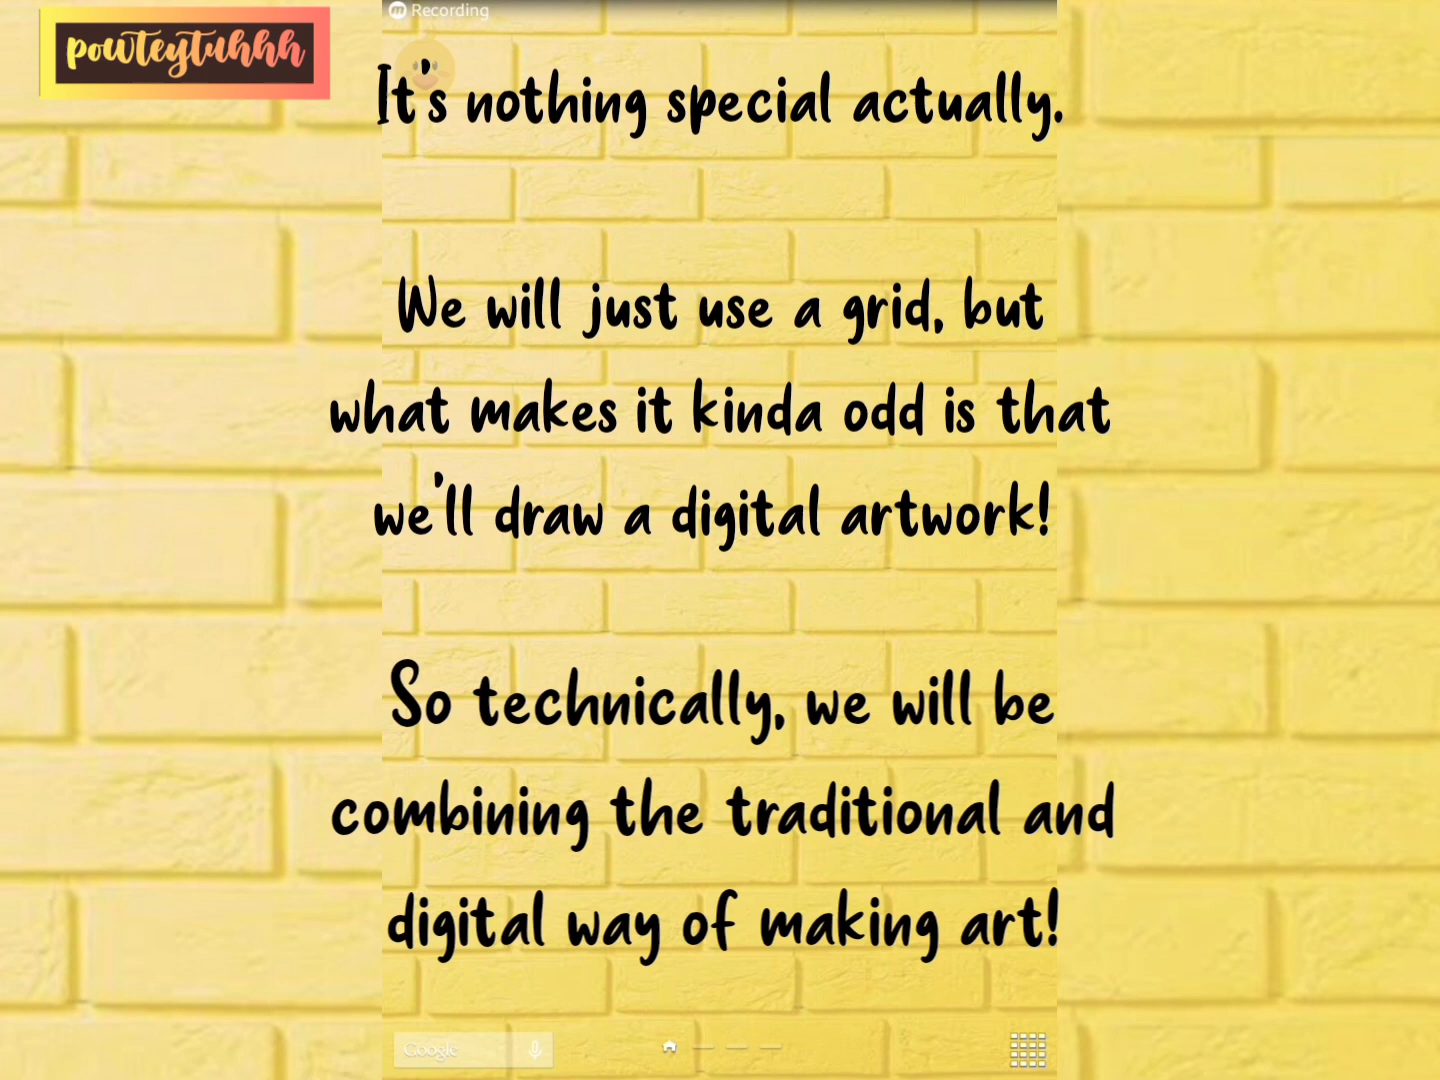 Recording
powteytuhhh
It's nothing special actually.
We will just use a grid, but
what makes it kinda odd is that
we'll draw a digital artwork!
So technically, we will be
combining the traditional and
digital way of making art!
Google